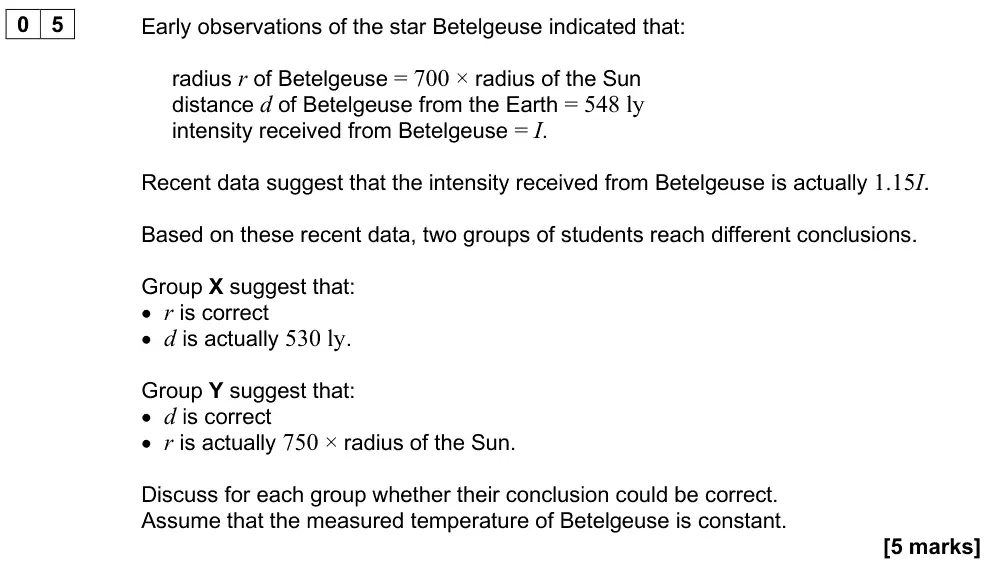 0 5 Early observations of the star Betelgeuse indicated that:
radius r of Betelgeuse = 700 × radius of the Sun
distance d of Betelgeuse from the Earth = 548 ly
intensity received from Betelgeuse = I.
Recent data suggest that the intensity received from Betelgeuse is actually 1.15I.
Based on these recent data, two groups of students reach different conclusions.
Group X suggest that:
• r is correct
• d is actually 530 ly.
Group Y suggest that:
• d is correct
• r is actually 750 × radius of the Sun.
Discuss for each group whether their conclusion could be correct.
Assume that the measured temperature of Betelgeuse is constant.
[5 marks]